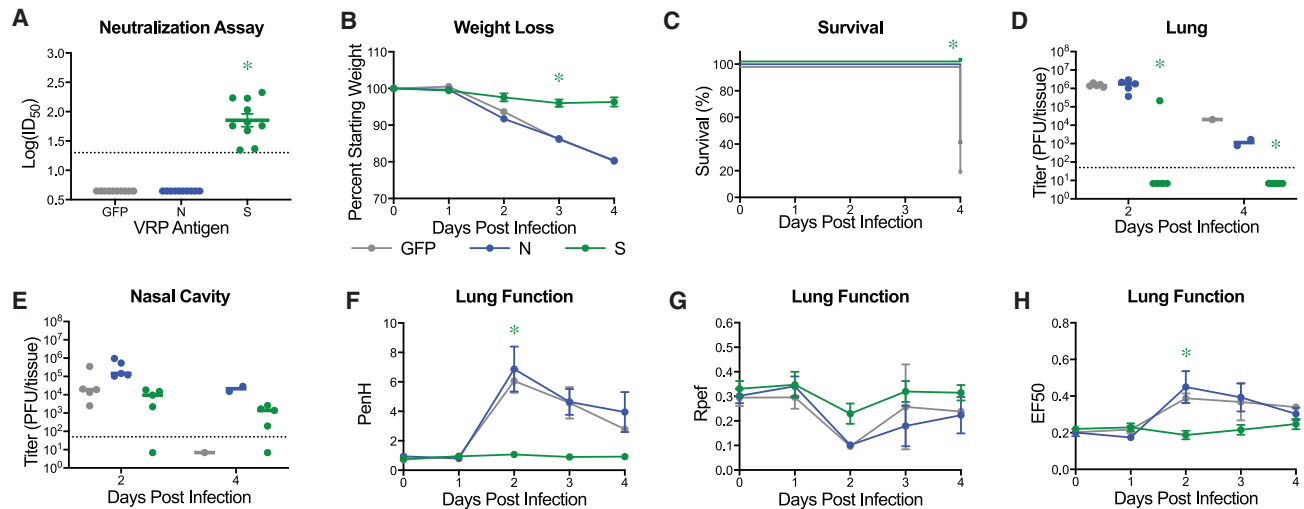 A
Neutralization Assay
Log(ID50)
3.0
2.5
2.0
1.5
1.0
0.5
*
GFP N S
VRP Antigen
B
Weight Loss
Percent Starting Weight
110
100
90
80
70
*
0 1 2 3 4
Days Post Infection
C
Survival
Survival (%)
100
80
60
40
20
0
*
0 1 2 3 4
Days Post Infection
D
Lung
Titer (PFU/tissue)
10^8
10^7
10^6
10^5
10^4
10^3
10^2
10^1
10^0
*
*
2 4
Days Post Infection
GFP N S
E
Nasal Cavity
Titer (PFU/tissue)
10^8
10^7
10^6
10^5
10^4
10^3
10^2
10^1
10^0
2 4
Days Post Infection
F
Lung Function
PenH
10
8
6
4
2
0
*
0 1 2 3 4
Days Post Infection
G
Lung Function
Rpef
0.6
0.5
0.4
0.3
0.2
0.1
0.0
0 1 2 3 4
Days Post Infection
H
Lung Function
EF50
0.8
0.6
0.4
0.2
0.0
*
0 1 2 3 4
Days Post Infection